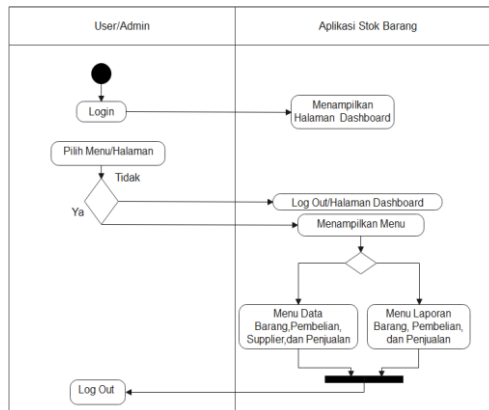 User/Admin
Aplikasi Stok Barang
Login
Menampilkan
Halaman Dashboard
Pilih Menu/Halaman
Tidak
Ya
Log Out/Halaman Dashboard
Menampilkan Menu
Menu Data
Barang,Pembelian,
Supplier,dan Penjualan
Menu Laporan
Barang, Pembelian,
dan Penjualan
Log Out